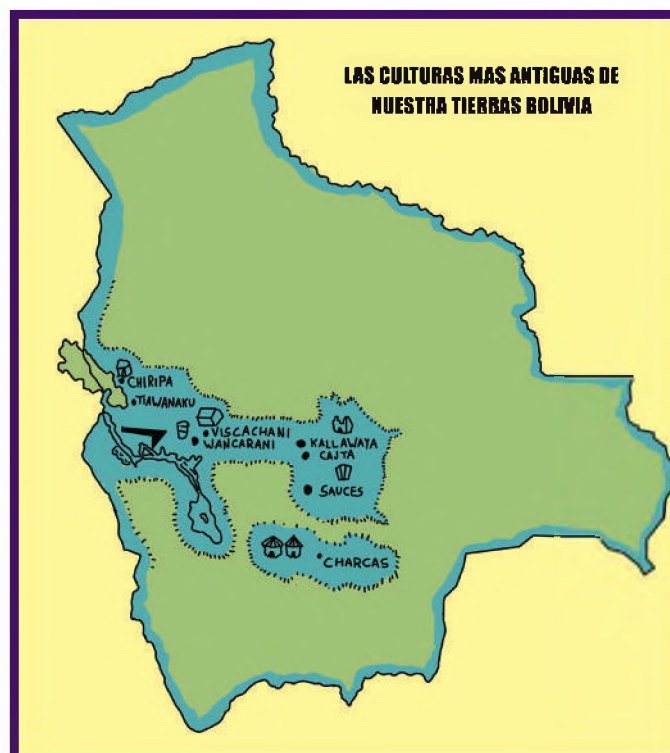 LAS CULTURAS MAS ANTIGUAS DE
NUESTRA TIERRAS BOLIVIA
CHIRIPA
TIAWANAKU
VISCACHANI
WANCARANI
KALLAWAYA
CAJTA
SAUCES
CHARCAS